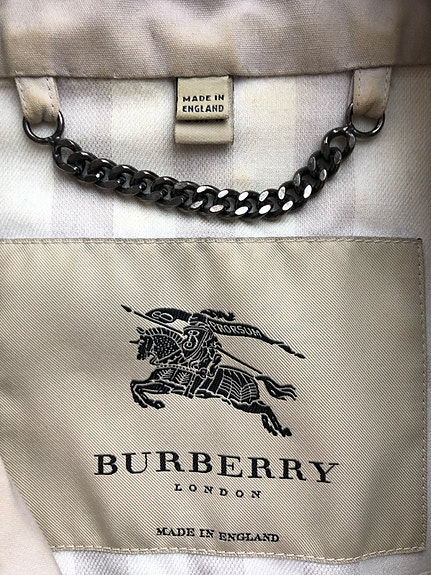 MADE IN
ENGLAND
PRORSUM
B
BURBERRY
LONDON
MADE IN ENGLAND